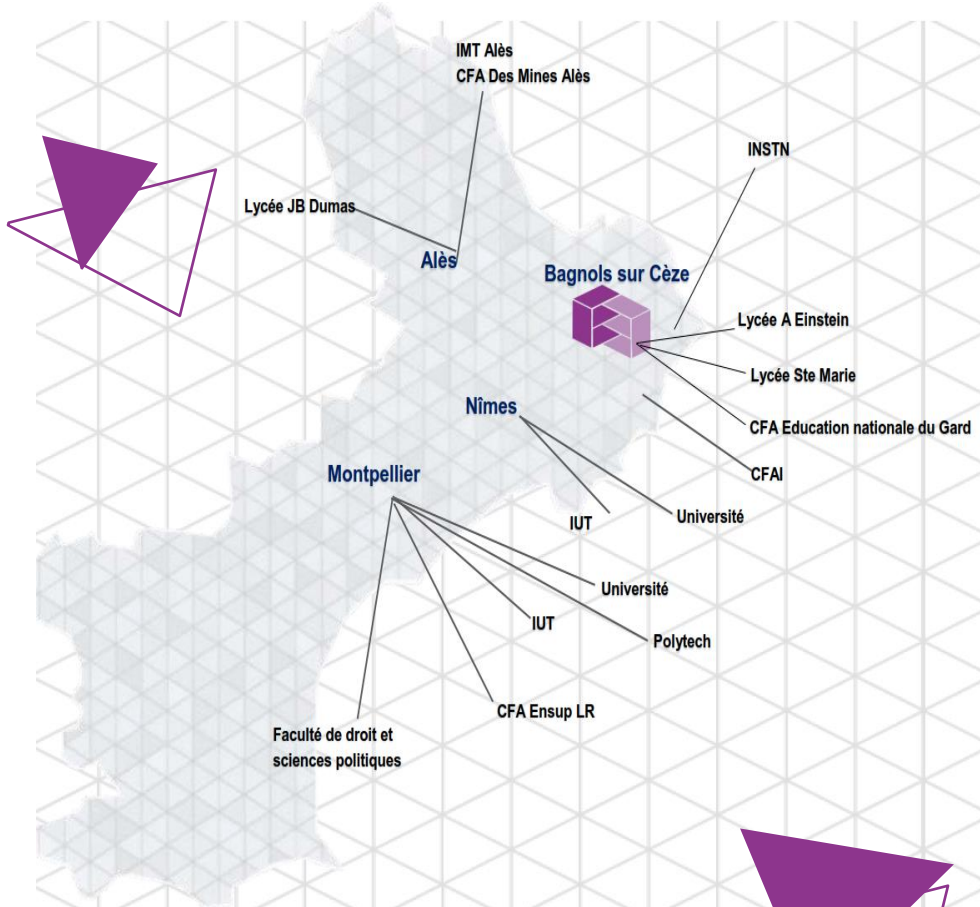 IMT Alès
CFA Des Mines Alès
INSTN
Lycée JB Dumas
Alès
Bagnols sur Cèze
Lycée A Einstein
Lycée Ste Marie
Nîmes
CFA Education nationale du Gard
Montpellier
CFAI
IUT
Université
Université
IUT
Polytech
CFA Ensup LR
Faculté de droit et
sciences politiques